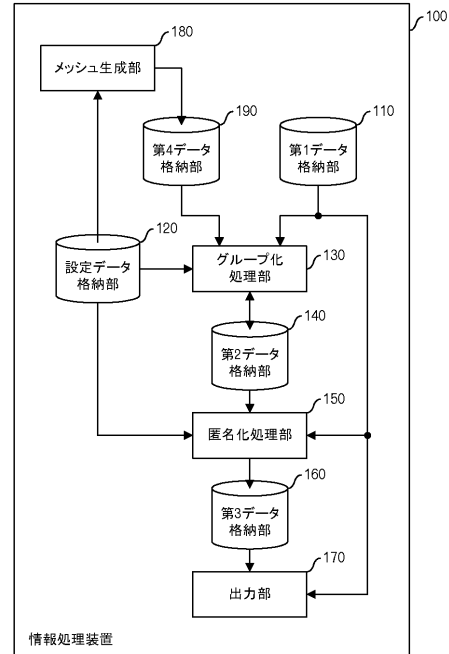 100
180
メッシュ生成部
190
110
第4データ
格納部
第1データ
格納部
120
設定データ
格納部
グループ化
処理部
130
140
第2データ
格納部
150
匿名化処理部
160
第3データ
格納部
170
出力部
情報処理装置